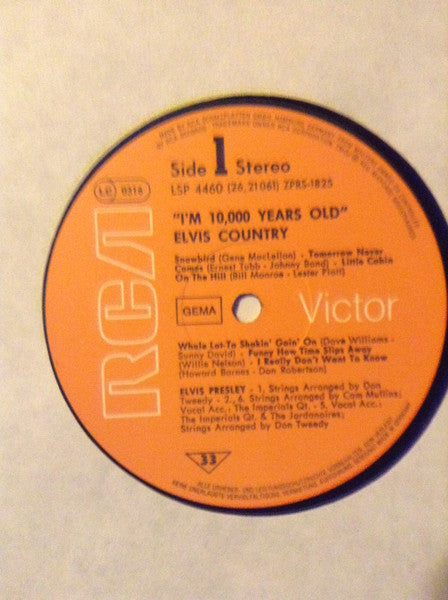 Side 1 Stereo
LSP 4460 (26.21061) ZPRS-1825
LC 0316
"I'M 10,000 YEARS OLD"
ELVIS COUNTRY
Snowbird (Gene MacLellan) - Tomorrow Never
Comes (Ernest Tubb - Johnny Bond) - Little Cabin
On The Hill (Bill Monroe - Lester Flatt)
RCA
GEMA
Victor
Whole Lot-Ta Shakin' Goin' On (Dave Williams -
Sunny David) - Funny How Time Slips Away
(Willie Nelson) - I Really Don't Want To Know
(Howard Barnes - Don Robertson)
ELVIS PRESLEY - 1. Strings Arranged by Don
Tweedy - 2., 6. Strings Arranged by Cam Mullins;
Vocal Acc.: The Imperials Qt. - 5. Vocal Acc.:
The Imperials Qt. & The Jordanaires;
Strings Arranged by Don Tweedy
33